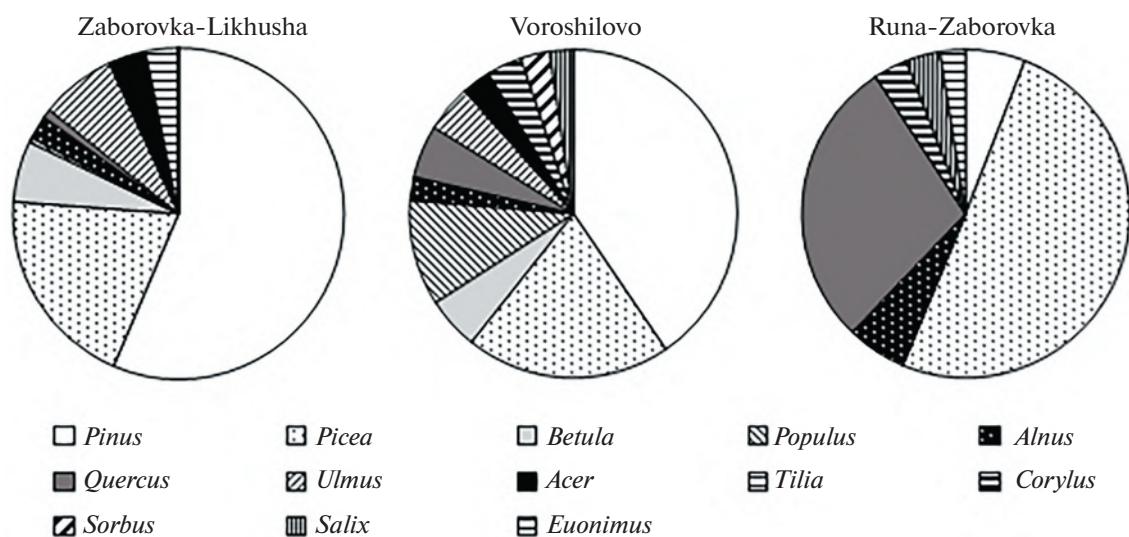 Zaborovka-Likhusha Voroshilovo Runa-Zaborovka
Pinus Picea Betula Populus Alnus
Quercus Ulmus Acer Tilia Corylus
Sorbus Salix Euonimus